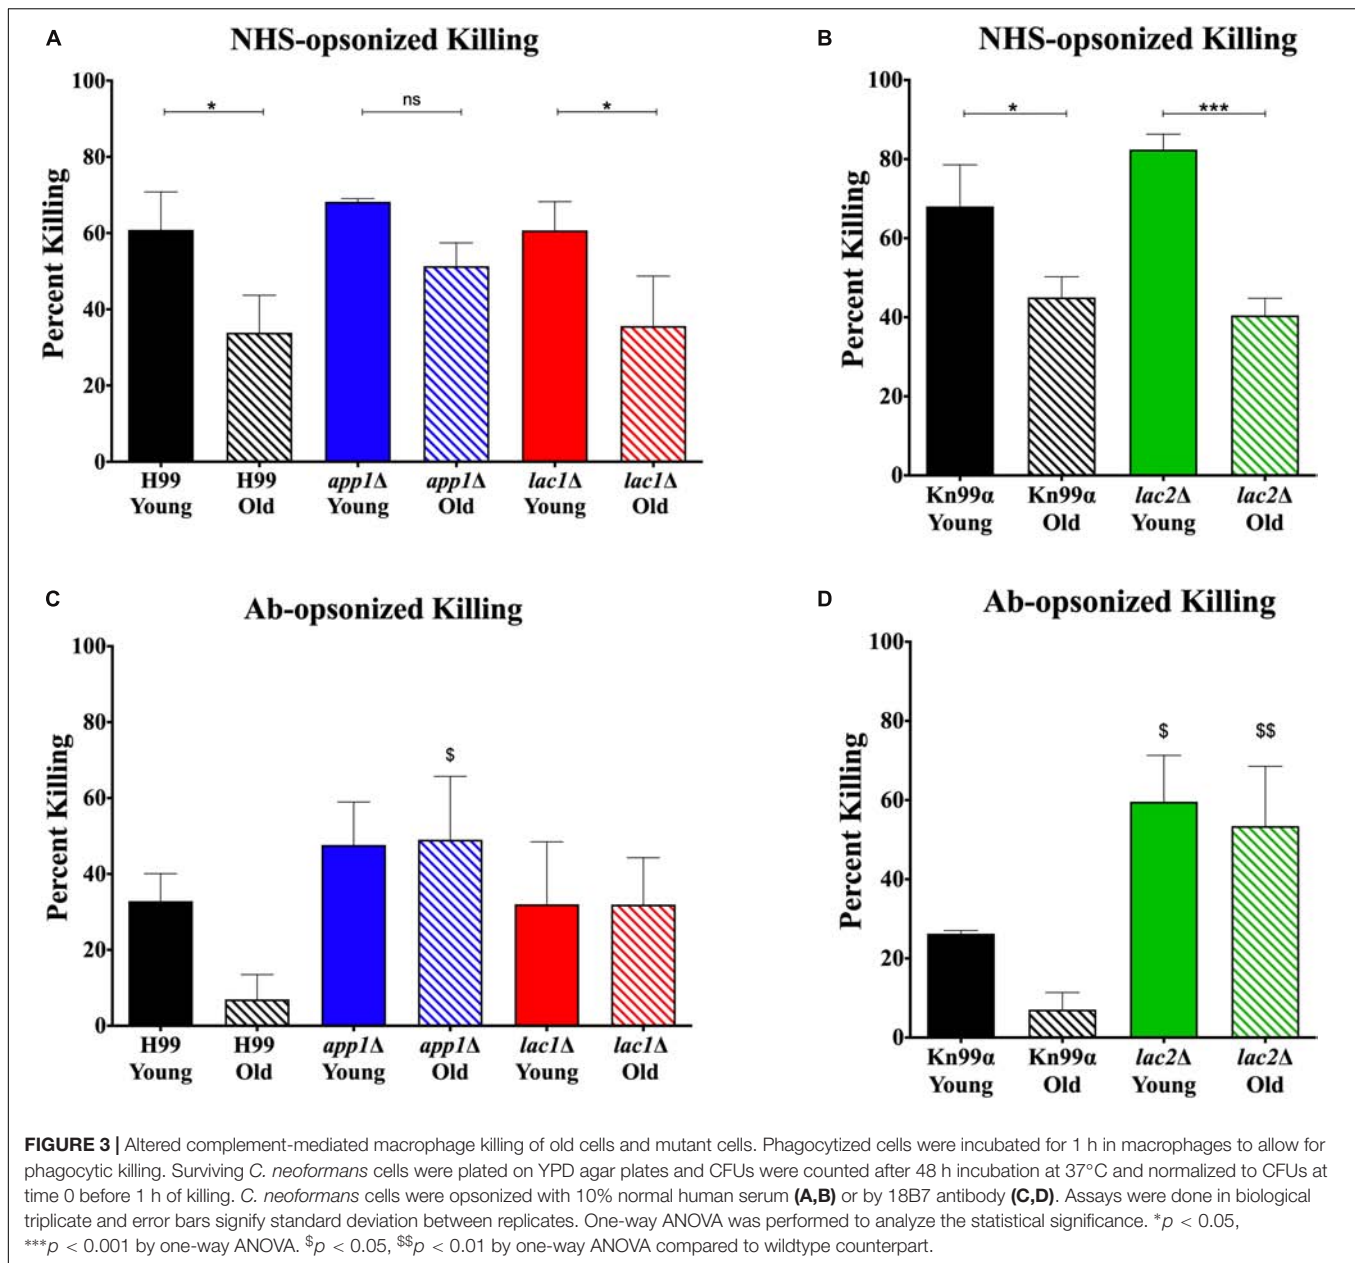 A
NHS-opsonized Killing
Percent Killing
100
80
60
40
20
0
*
ns
*
H99 Young
H99 Old
app1Δ Young
app1Δ Old
lac1Δ Young
lac1Δ Old
B
NHS-opsonized Killing
Percent Killing
100
80
60
40
20
0
*
***
Kn99α Young
Kn99α Old
lac2Δ Young
lac2Δ Old
C
Ab-opsonized Killing
Percent Killing
100
80
60
40
20
0
$
H99 Young
H99 Old
app1Δ Young
app1Δ Old
lac1Δ Young
lac1Δ Old
D
Ab-opsonized Killing
Percent Killing
100
80
60
40
20
0
$
$$
Kn99α Young
Kn99α Old
lac2Δ Young
lac2Δ Old
FIGURE 3 | Altered complement-mediated macrophage killing of old cells and mutant cells. Phagocytized cells were incubated for 1 h in macrophages to allow for
phagocytic killing. Surviving C. neoformans cells were plated on YPD agar plates and CFUs were counted after 48 h incubation at 37°C and normalized to CFUs at
time 0 before 1 h of killing. C. neoformans cells were opsonized with 10% normal human serum (A,B) or by 18B7 antibody (C,D). Assays were done in biological
triplicate and error bars signify standard deviation between replicates. One-way ANOVA was performed to analyze the statistical significance. *p < 0.05,
***p < 0.001 by one-way ANOVA. $p < 0.05, $$p < 0.01 by one-way ANOVA compared to wildtype counterpart.